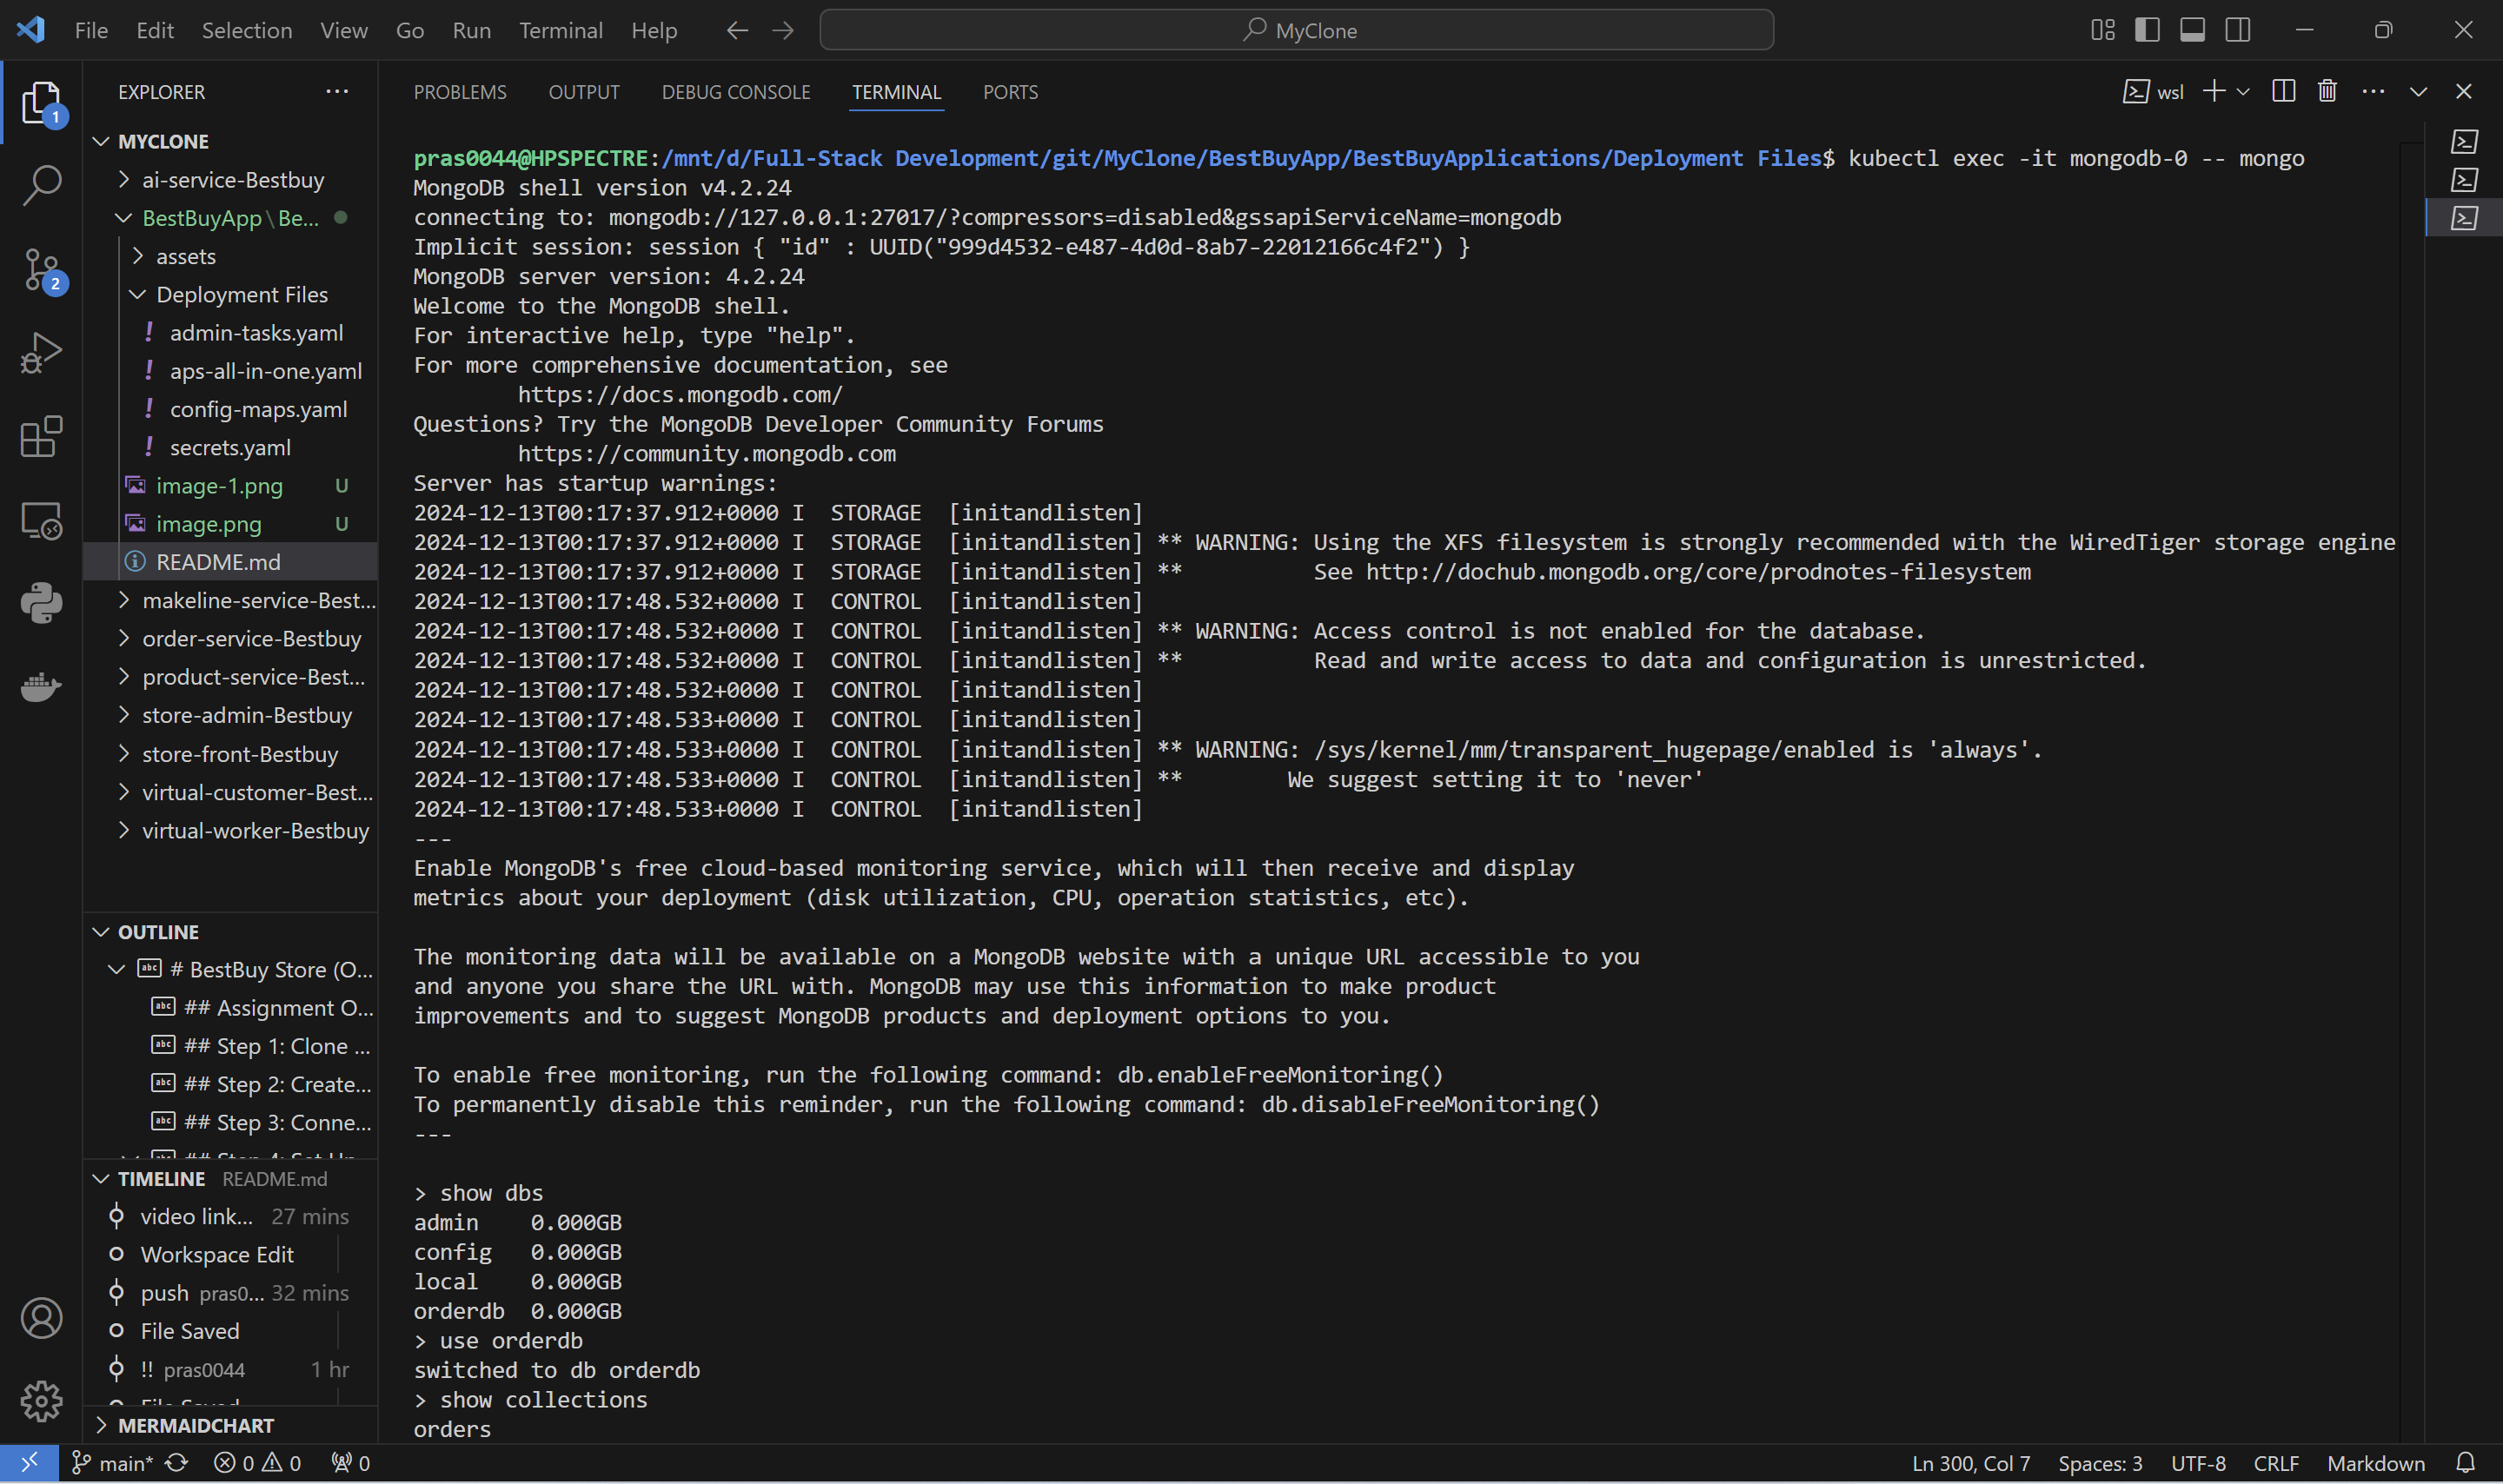 File Edit Selection View Go Run Terminal Help
MyClone
EXPLORER
MYCLONE
ai-service-Bestbuy
BestBuyApp\Be...
assets
Deployment Files
! admin-tasks.yaml
! aps-all-in-one.yaml
! config-maps.yaml
! secrets.yaml
image-1.png U
image.png U
README.md
makeline-service-Best...
order-service-Bestbuy
product-service-Best...
store-admin-Bestbuy
store-front-Bestbuy
virtual-customer-Best...
virtual-worker-Bestbuy
OUTLINE
abc # BestBuy Store (O...
abc ## Assignment O...
abc ## Step 1: Clone ...
abc ## Step 2: Create...
abc ## Step 3: Conne...
TIMELINE README.md
video link... 27 mins
Workspace Edit
push pras0... 32 mins
File Saved
!! pras0044 1 hr
File Saved
MERMAIDCHART
1
2
PROBLEMS OUTPUT DEBUG CONSOLE TERMINAL PORTS
wsl
pras0044@HPSPECTRE:/mnt/d/Full-Stack Development/git/MyClone/BestBuyApp/BestBuyApplications/Deployment Files$ kubectl exec -it mongodb-0 -- mongo
MongoDB shell version v4.2.24
connecting to: mongodb://127.0.0.1:27017/?compressors=disabled&gssapiServiceName=mongodb
Implicit session: session { "id" : UUID("999d4532-e487-4d0d-8ab7-22012166c4f2") }
MongoDB server version: 4.2.24
Welcome to the MongoDB shell.
For interactive help, type "help".
For more comprehensive documentation, see
https://docs.mongodb.com/
Questions? Try the MongoDB Developer Community Forums
https://community.mongodb.com
Server has startup warnings:
2024-12-13T00:17:37.912+0000 I  STORAGE  [initandlisten]
2024-12-13T00:17:37.912+0000 I  STORAGE  [initandlisten] ** WARNING: Using the XFS filesystem is strongly recommended with the WiredTiger storage engine
2024-12-13T00:17:37.912+0000 I  STORAGE  [initandlisten] **          See http://dochub.mongodb.org/core/prodnotes-filesystem
2024-12-13T00:17:48.532+0000 I  CONTROL  [initandlisten]
2024-12-13T00:17:48.532+0000 I  CONTROL  [initandlisten] ** WARNING: Access control is not enabled for the database.
2024-12-13T00:17:48.532+0000 I  CONTROL  [initandlisten] **          Read and write access to data and configuration is unrestricted.
2024-12-13T00:17:48.532+0000 I  CONTROL  [initandlisten]
2024-12-13T00:17:48.533+0000 I  CONTROL  [initandlisten]
2024-12-13T00:17:48.533+0000 I  CONTROL  [initandlisten] ** WARNING: /sys/kernel/mm/transparent_hugepage/enabled is 'always'.
2024-12-13T00:17:48.533+0000 I  CONTROL  [initandlisten] **        We suggest setting it to 'never'
2024-12-13T00:17:48.533+0000 I  CONTROL  [initandlisten]
---
Enable MongoDB's free cloud-based monitoring service, which will then receive and display
metrics about your deployment (disk utilization, CPU, operation statistics, etc).
The monitoring data will be available on a MongoDB website with a unique URL accessible to you
and anyone you share the URL with. MongoDB may use this information to make product
improvements and to suggest MongoDB products and deployment options to you.
To enable free monitoring, run the following command: db.enableFreeMonitoring()
To permanently disable this reminder, run the following command: db.disableFreeMonitoring()
---
> show dbs
admin    0.000GB
config   0.000GB
local    0.000GB
orderdb  0.000GB
> use orderdb
switched to db orderdb
> show collections
orders
main* 0 0 0
Ln 300, Col 7 Spaces: 3 UTF-8 CRLF Markdown